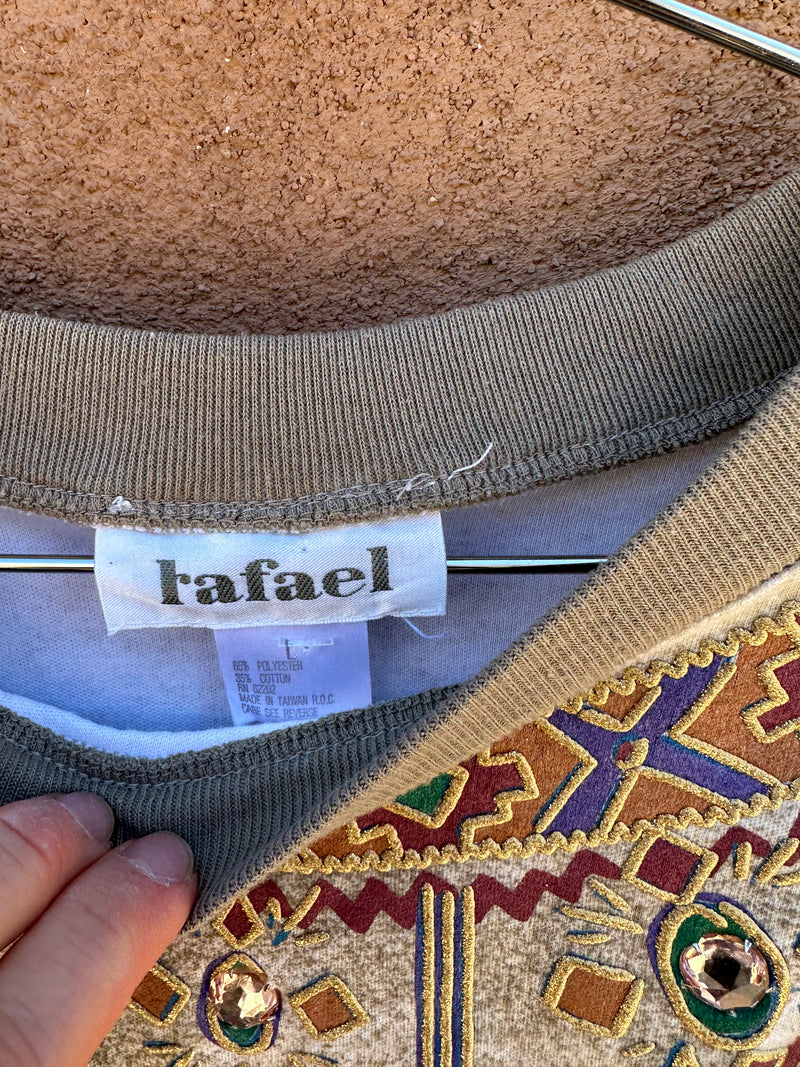 rafael
L
65% POLYESTER
35% COTTON
RN 62202
MADE IN TAIWAN R.O.C.
CARE SEE REVERSE